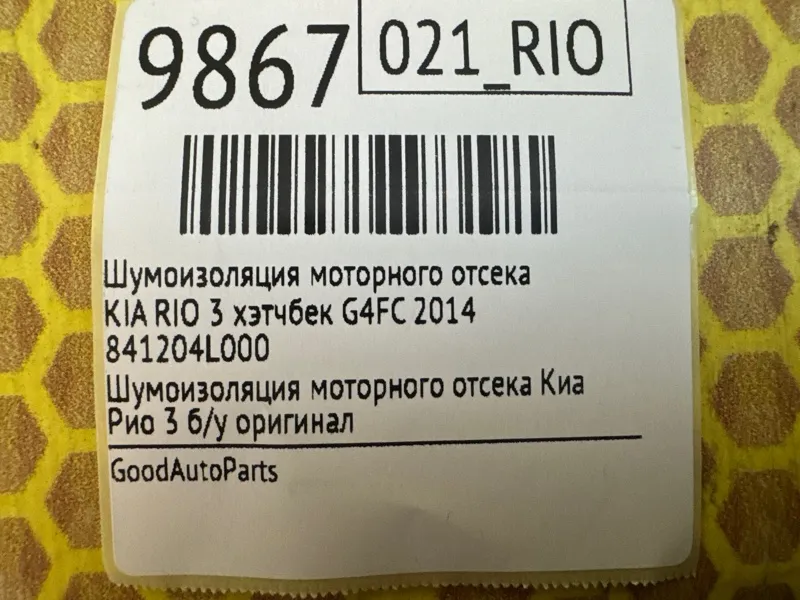 9867
021_RIO
Шумоизоляция моторного отсека
KIA RIO 3 хэтчбек G4FC 2014
841204L000
Шумоизоляция моторного отсека Киа
Рио 3 б/у оригинал
GoodAutoParts